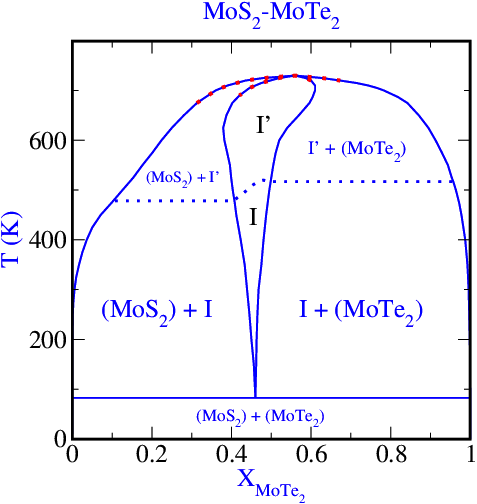 MoS₂-MoTe₂
600
400
200
0
T (K)
I'
I' + (MoTe₂)
(MoS₂) + I'
I
(MoS₂) + I
I + (MoTe₂)
(MoS₂) + (MoTe₂)
0
0.2
0.4
0.6
0.8
1
X_MoTe₂